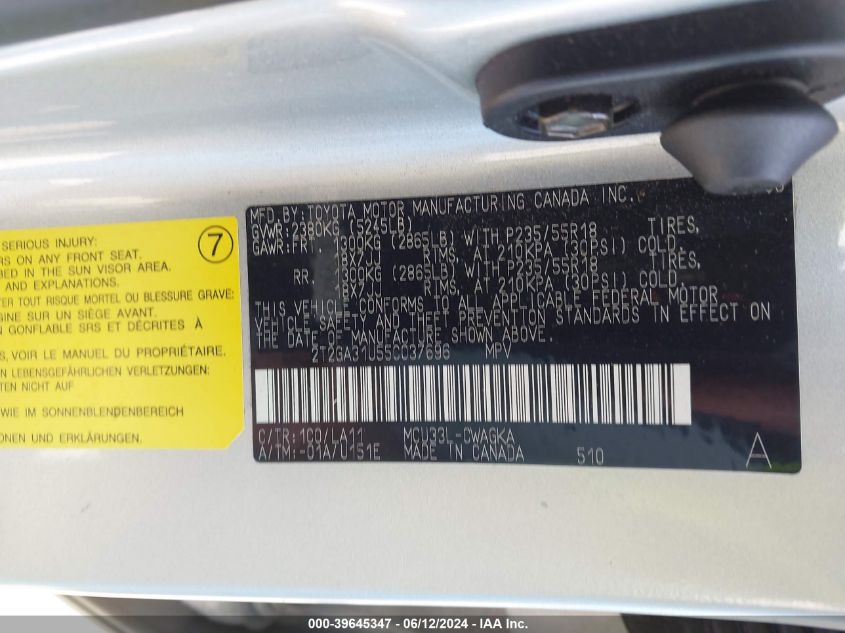 SERIOUS INJURY:
RS ON ANY FRONT SEAT.
BED IN THE SUN VISOR AREA.
AND EXPLANATIONS.
TER TOUT RISQUE MORTEL OU BLESSURE GRAVE:
GINE SUR UN SIÈGE AVANT.
N GONFLABLE SRS ET DÉCRITES À
, VOIR LE MANUEL DU PROPRIÉTAIRE.
EN LEBENSGEFÄHRLICHEN VERLETZUNGEN:
TEN NICHT AUF
WIE IM SONNENBLENDENBEREICH
7
MFD.BY:TOYOTA MOTOR MANUFACTURING CANADA INC.
GVWR:2380KG (5245LB)
GAWR:FRT. 1300KG (2865LB) WITH P235/55R18 TIRES,
18X7JJ RIMS, AT 210KPA (30PSI) COLD.
RR. 1300KG (2865LB) WITH P235/55R18 TIRES,
18X7JJ RIMS, AT 210KPA (30PSI) COLD.
THIS VEHICLE CONFORMS TO ALL APPLICABLE FEDERAL MOTOR
VEHICLE SAFETY AND THEFT PREVENTION STANDARDS IN EFFECT ON
THE DATE OF MANUFACTURE SHOWN ABOVE.
2T2GA31U55C037696 MPV
C/TR:1C0/LA11 MCU33L-CWAGKA
A/TM:-01A/U151E MADE IN CANADA 510 A
000-39645347 - 06/12/2024 - IAA, Inc.